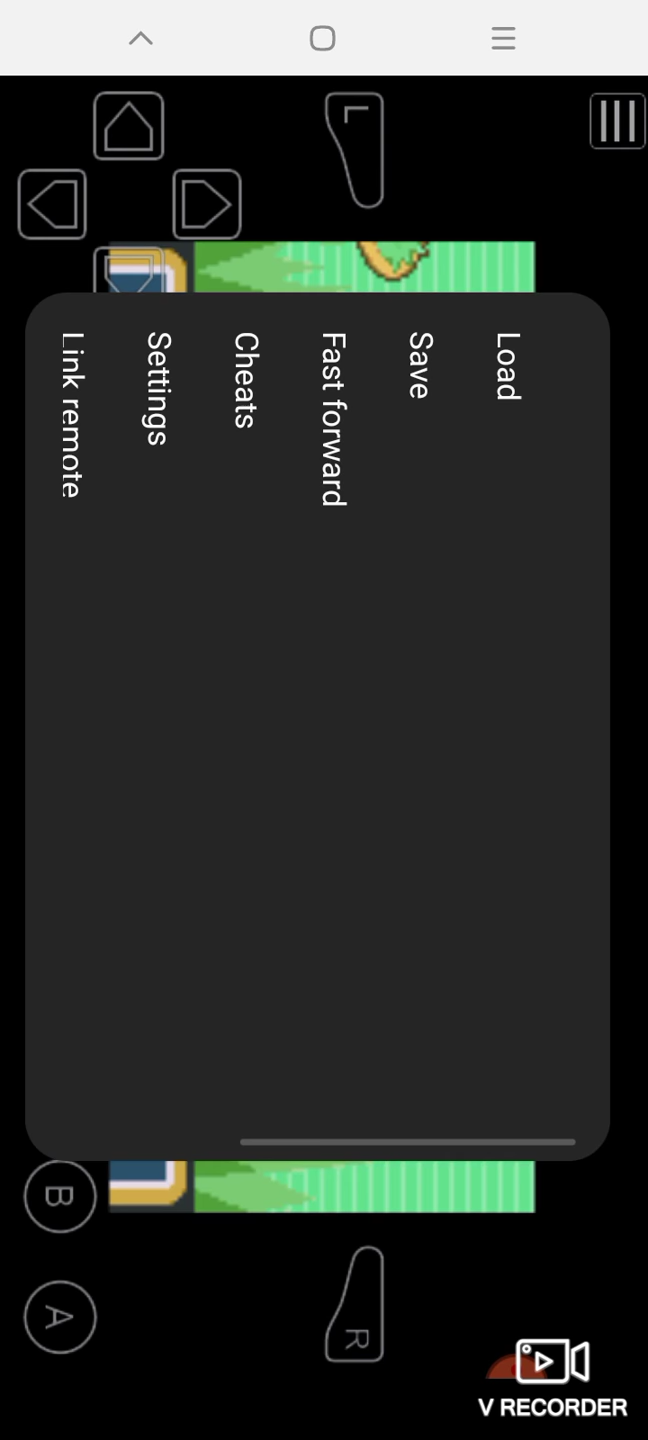 L
Load
Save
Fast forward
Cheats
Settings
Link remote
B
A
R
V RECORDER